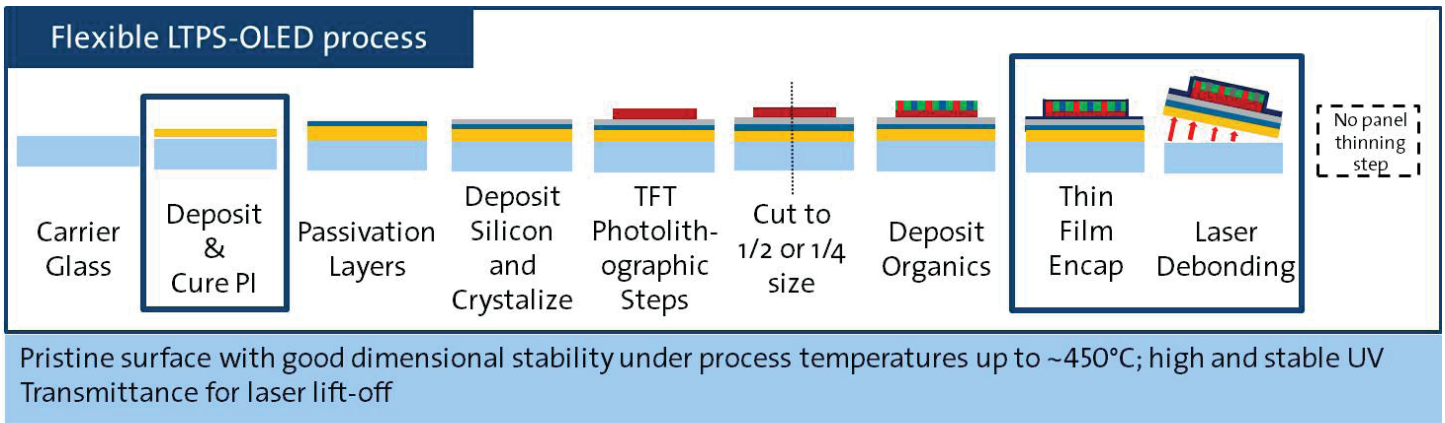 Flexible LTPS-OLED process
Carrier
Glass
Deposit
&
Cure PI
Passivation
Layers
Deposit
Silicon
and
Crystalize
TFT
Photolith-
ographic
Steps
Cut to
1/2 or 1/4
size
Deposit
Organics
Thin
Film
Encap
Laser
Debonding
No panel
thinning
step
Pristine surface with good dimensional stability under process temperatures up to ~450°C; high and stable UV
Transmittance for laser lift-off